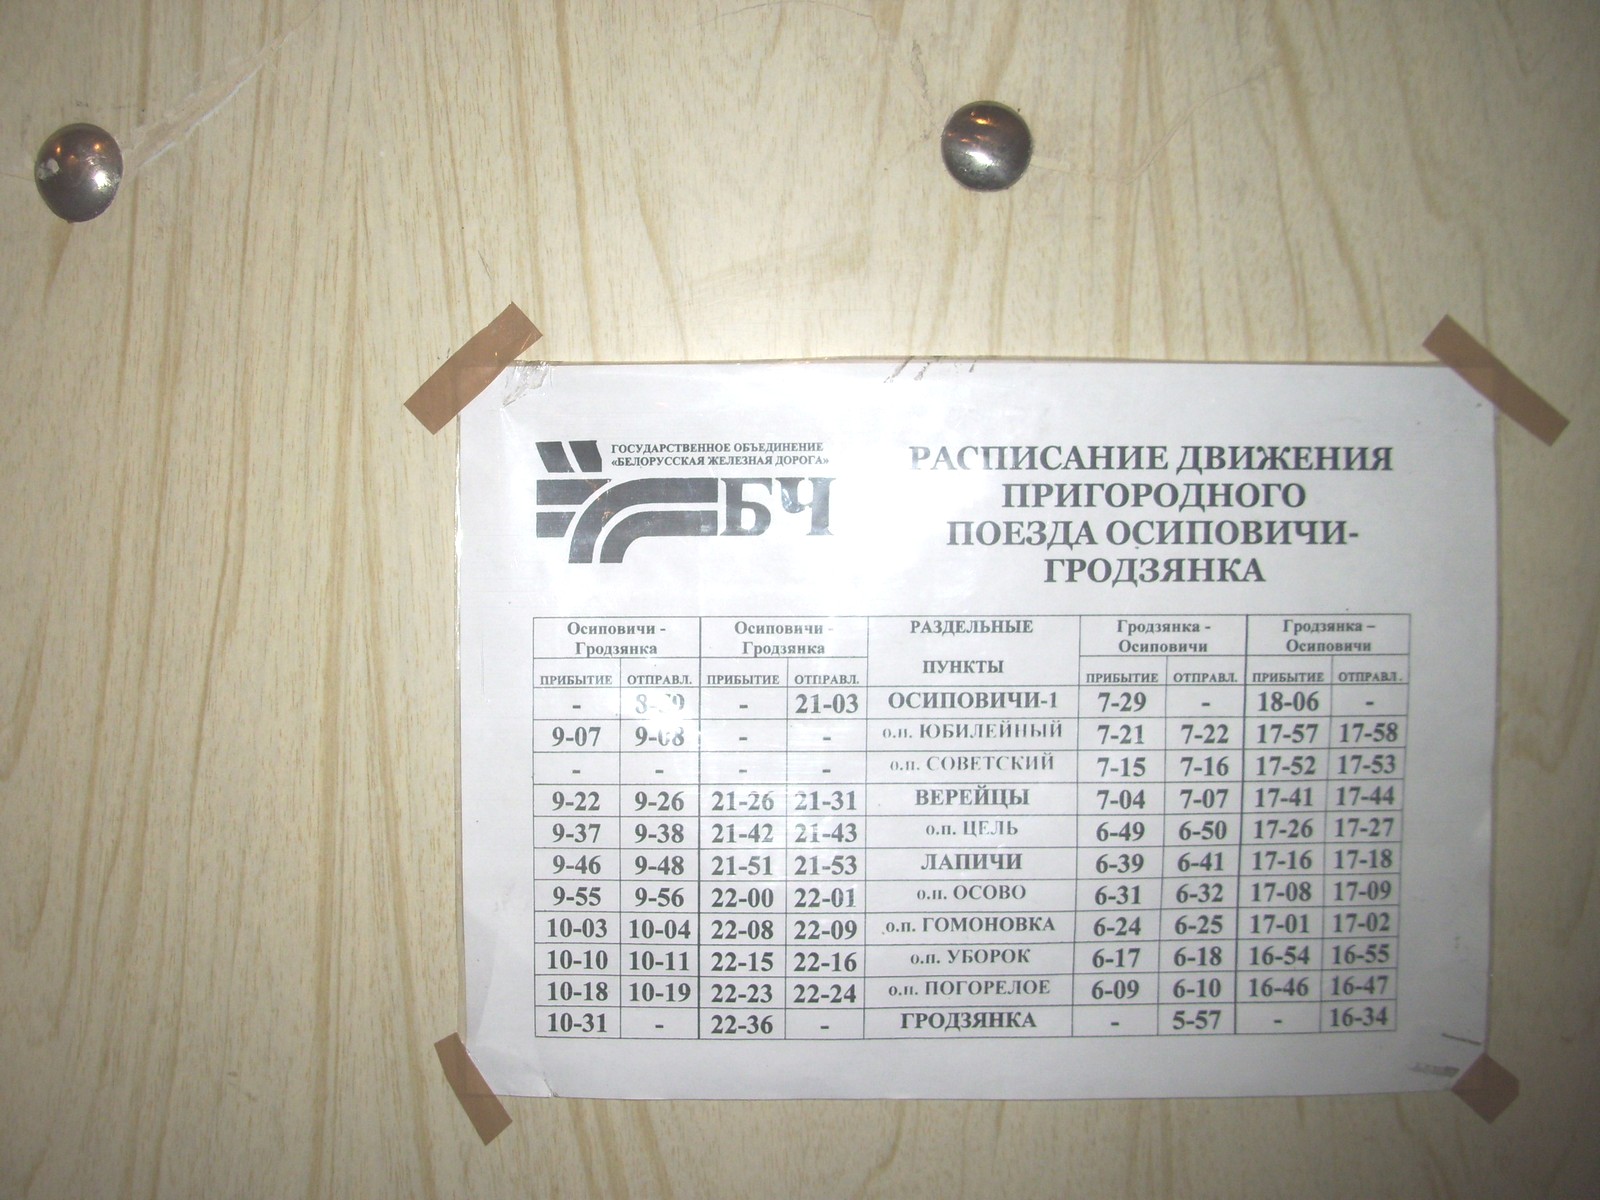 ГОСУДАРСТВЕННОЕ ОБЪЕДИНЕНИЕ
«БЕЛОРУССКАЯ ЖЕЛЕЗНАЯ ДОРОГА»
БЧ
РАСПИСАНИЕ ДВИЖЕНИЯ
ПРИГОРОДНОГО
ПОЕЗДА ОСИПОВИЧИ-
ГРОДЗЯНКА
Осиповичи - Осиповичи - РАЗДЕЛЬНЫЕ Гродзянка - Гродзянка –
Гродзянка Гродзянка ПУНКТЫ Осиповичи Осиповичи
ПРИБЫТИЕ ОТПРАВЛ. ПРИБЫТИЕ ОТПРАВЛ. ПРИБЫТИЕ ОТПРАВЛ. ПРИБЫТИЕ ОТПРАВЛ.
- - 21-03 ОСИПОВИЧИ-1 7-29 - 18-06 -
9-07 9-08 - - о.п. ЮБИЛЕЙНЫЙ 7-21 7-22 17-57 17-58
- - - - о.п. СОВЕТСКИЙ 7-15 7-16 17-52 17-53
9-22 9-26 21-26 21-31 ВЕРЕЙЦЫ 7-04 7-07 17-41 17-44
9-37 9-38 21-42 21-43 о.п. ЦЕЛЬ 6-49 6-50 17-26 17-27
9-46 9-48 21-51 21-53 ЛАПИЧИ 6-39 6-41 17-16 17-18
9-55 9-56 22-00 22-01 о.п. ОСОВО 6-31 6-32 17-08 17-09
10-03 10-04 22-08 22-09 .о.п. ГОМОНОВКА 6-24 6-25 17-01 17-02
10-10 10-11 22-15 22-16 о.п. УБОРОК 6-17 6-18 16-54 16-55
10-18 10-19 22-23 22-24 о.п. ПОГОРЕЛОЕ 6-09 6-10 16-46 16-47
10-31 - 22-36 - ГРОДЗЯНКА - 5-57 - 16-34